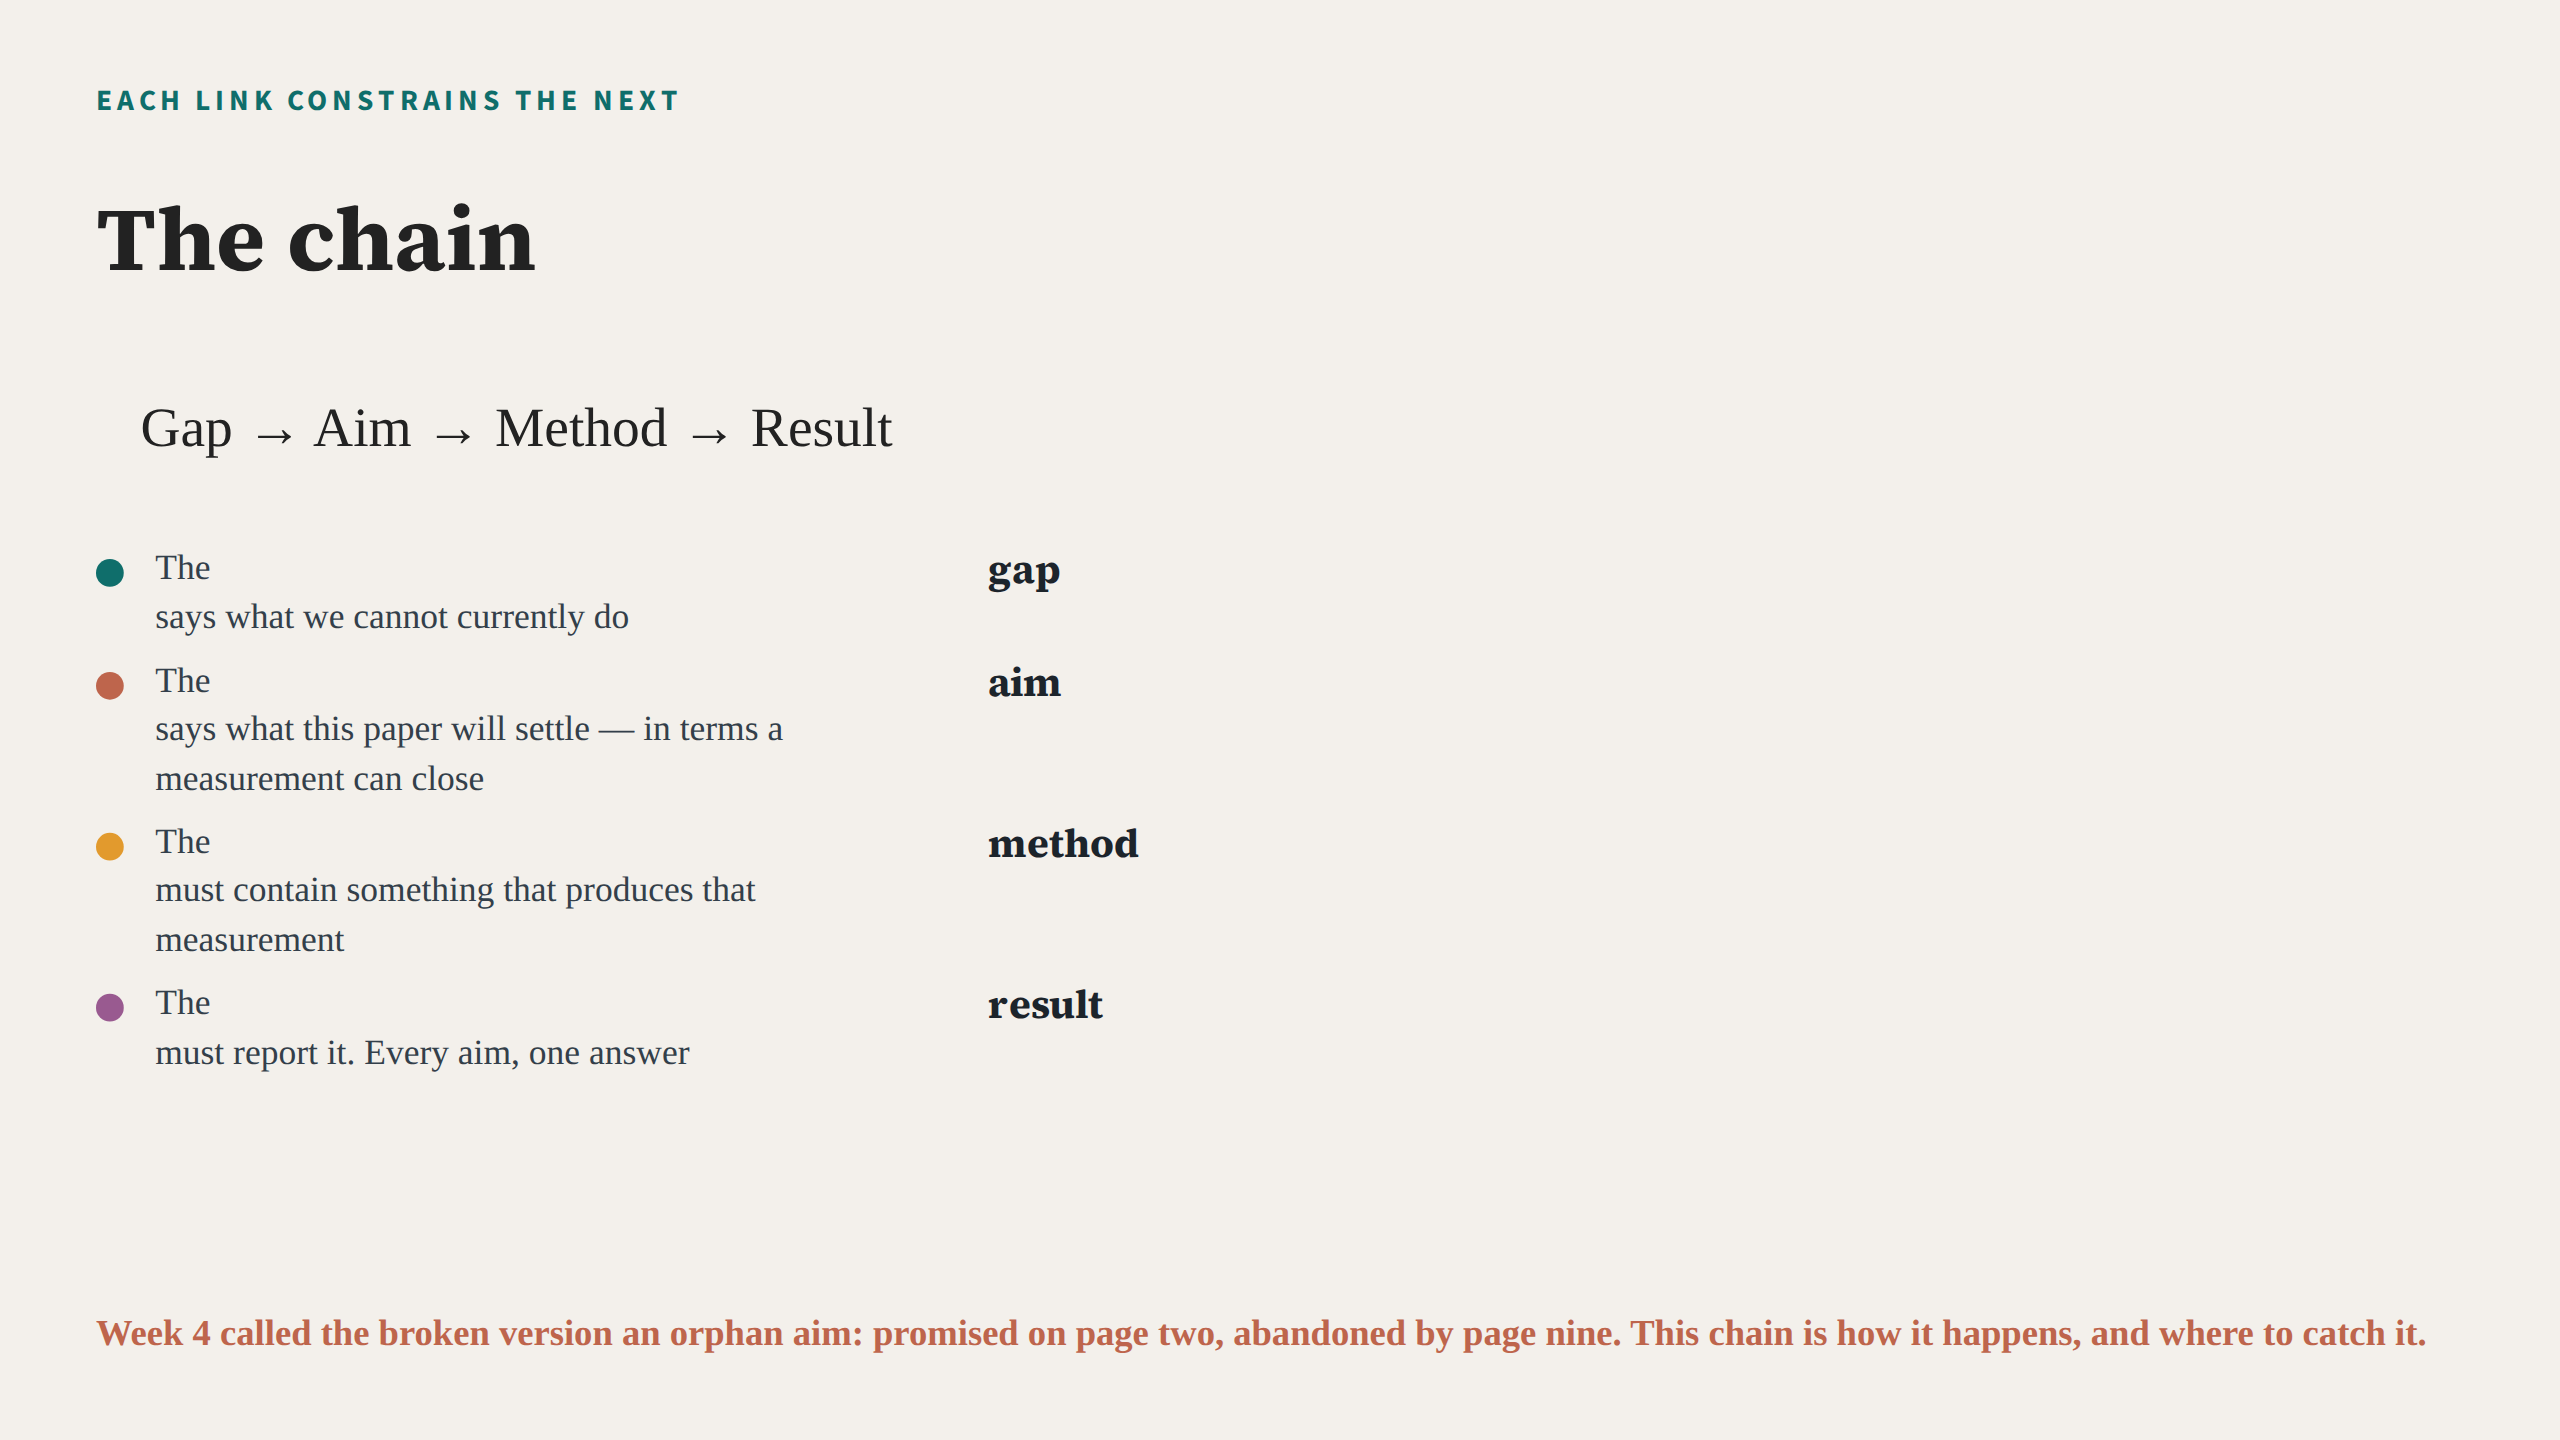 EACH LINK CONSTRAINS THE NEXT
The chain
Gap → Aim → Method → Result
The gap
says what we cannot currently do
The aim
says what this paper will settle — in terms a
measurement can close
The method
must contain something that produces that
measurement
The result
must report it. Every aim, one answer
Week 4 called the broken version an orphan aim: promised on page two, abandoned by page nine. This chain is how it happens, and where to catch it.